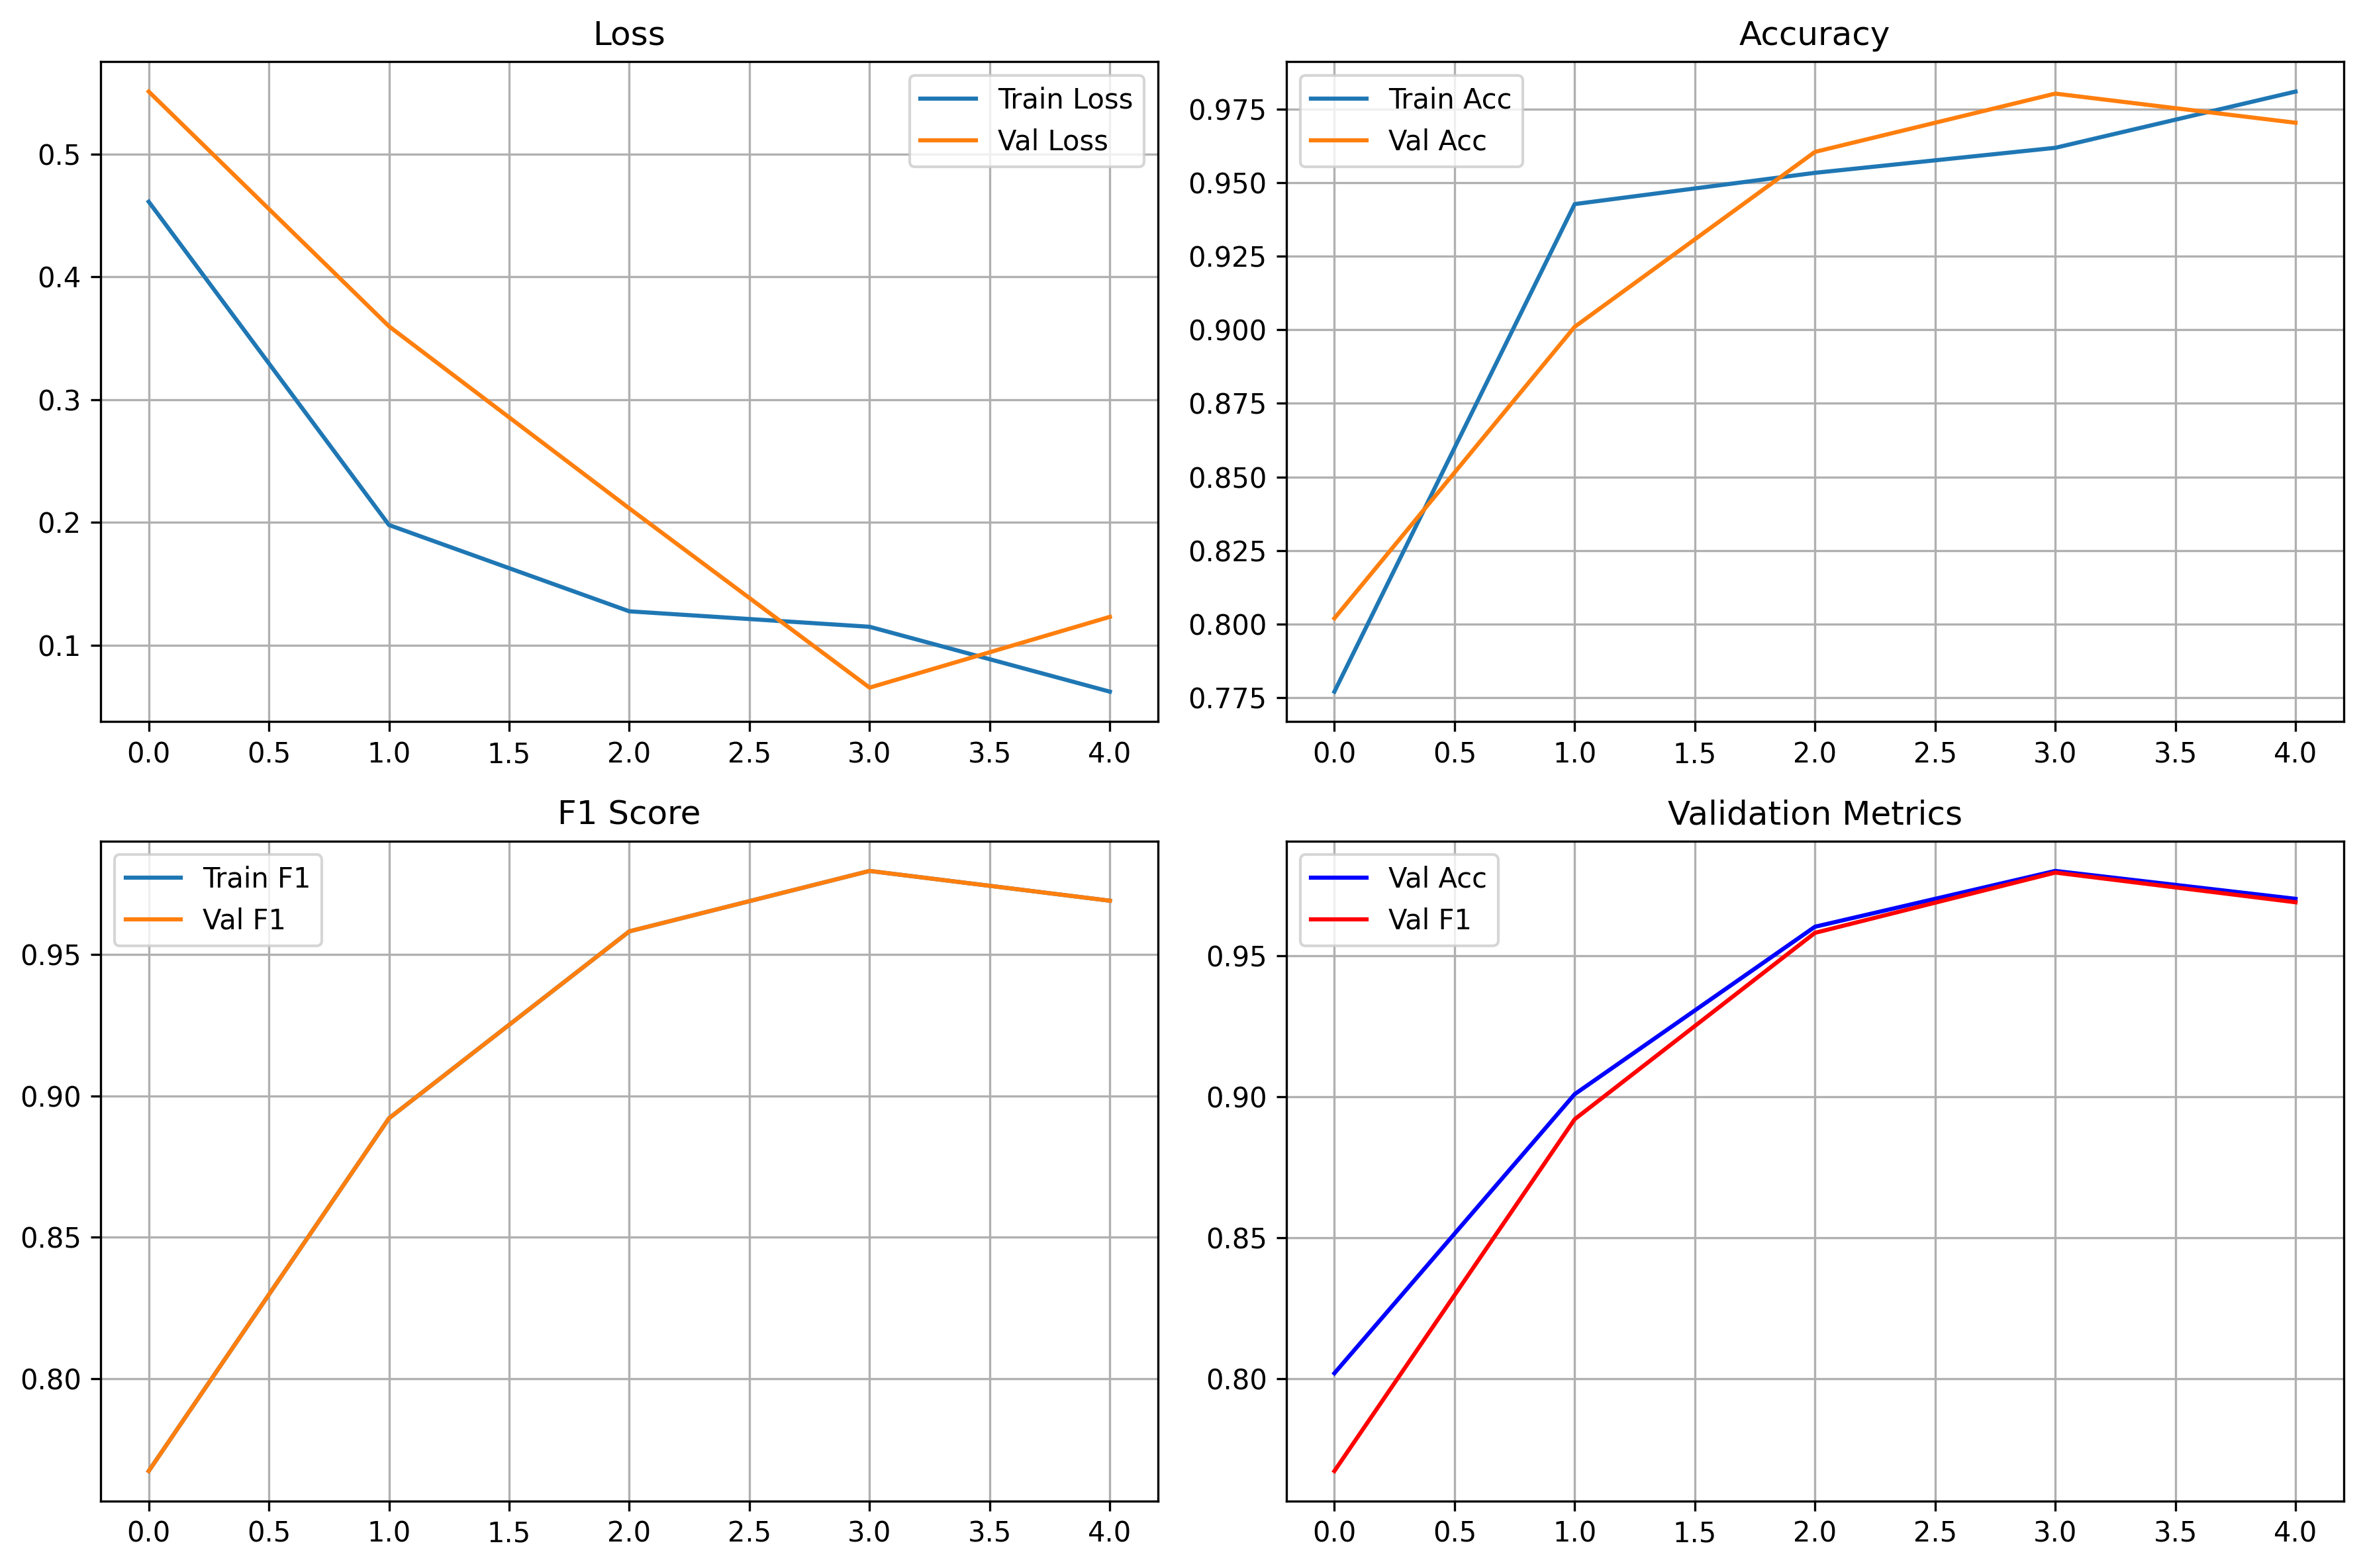 Loss
Train Loss
Val Loss
0.5
0.4
0.3
0.2
0.1
0.0 0.5 1.0 1.5 2.0 2.5 3.0 3.5 4.0
Accuracy
Train Acc
Val Acc
0.975
0.950
0.925
0.900
0.875
0.850
0.825
0.800
0.775
0.0 0.5 1.0 1.5 2.0 2.5 3.0 3.5 4.0
F1 Score
Train F1
Val F1
0.95
0.90
0.85
0.80
0.0 0.5 1.0 1.5 2.0 2.5 3.0 3.5 4.0
Validation Metrics
Val Acc
Val F1
0.95
0.90
0.85
0.80
0.0 0.5 1.0 1.5 2.0 2.5 3.0 3.5 4.0